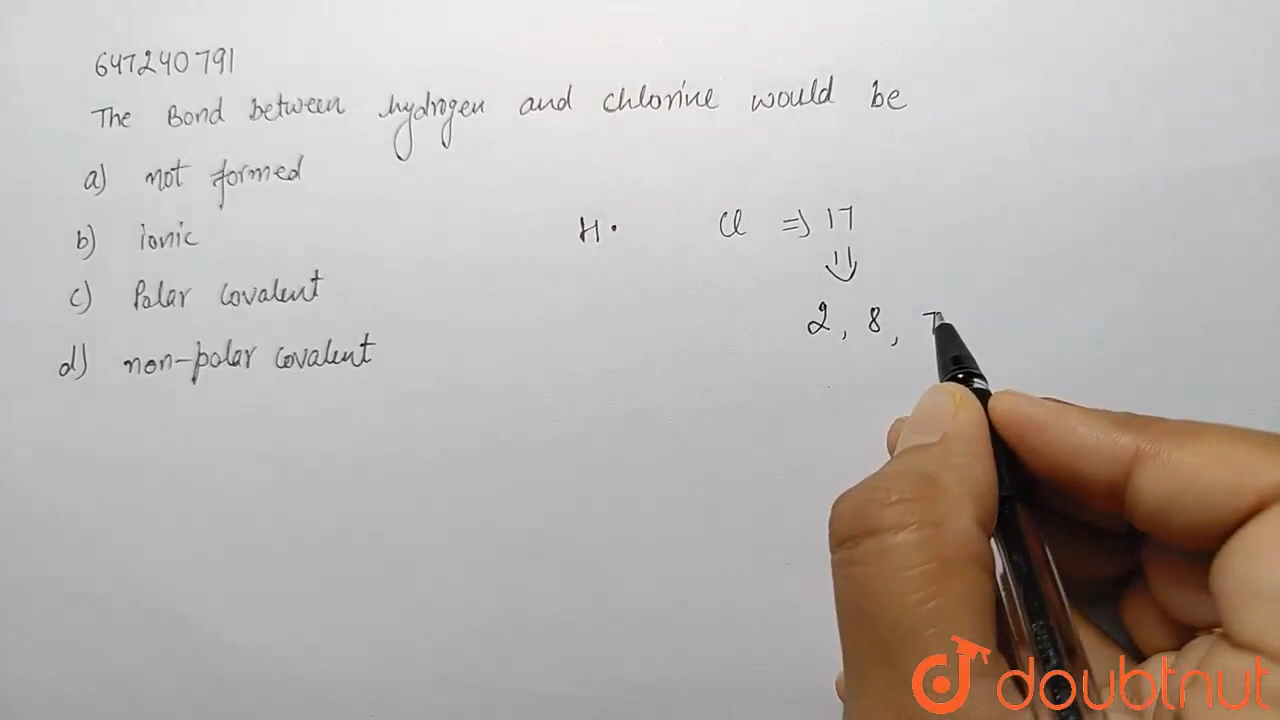 647240791
The Bond between hydrogen and chlorine would be
a) not formed
b) ionic
c) Polar covalent
d) non-polar covalent
H· Cl ⇒ 17
⇓
2, 8, 7
doubtnut